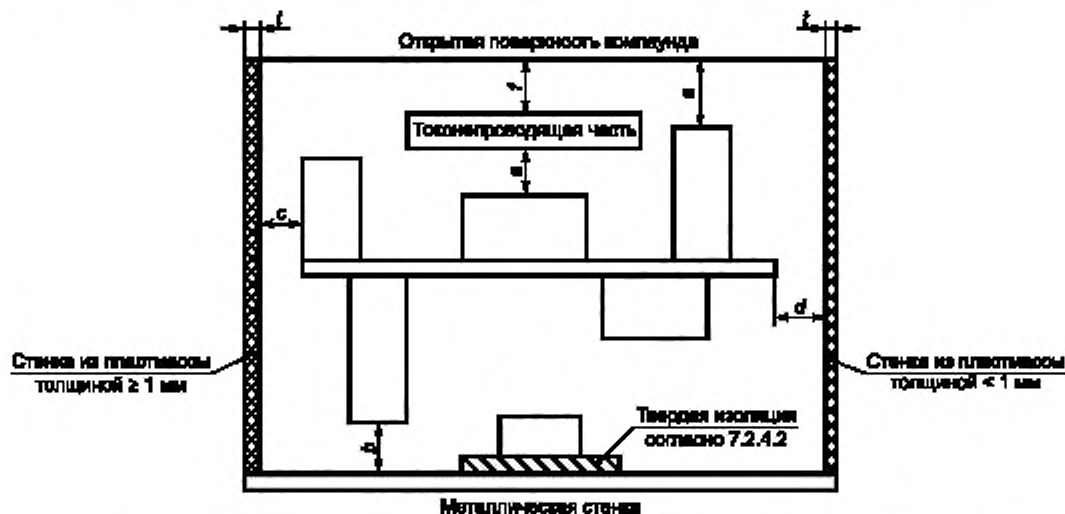 t
t
Открытая поверхность компаунда
f
a
Токонепроводящая часть
a
c
d
Стенка из пластмассы
толщиной ≥ 1 мм
Стенка из пластмассы
толщиной < 1 мм
Твердая изоляция
согласно 7.2.4.2
b
Металлическая стенка